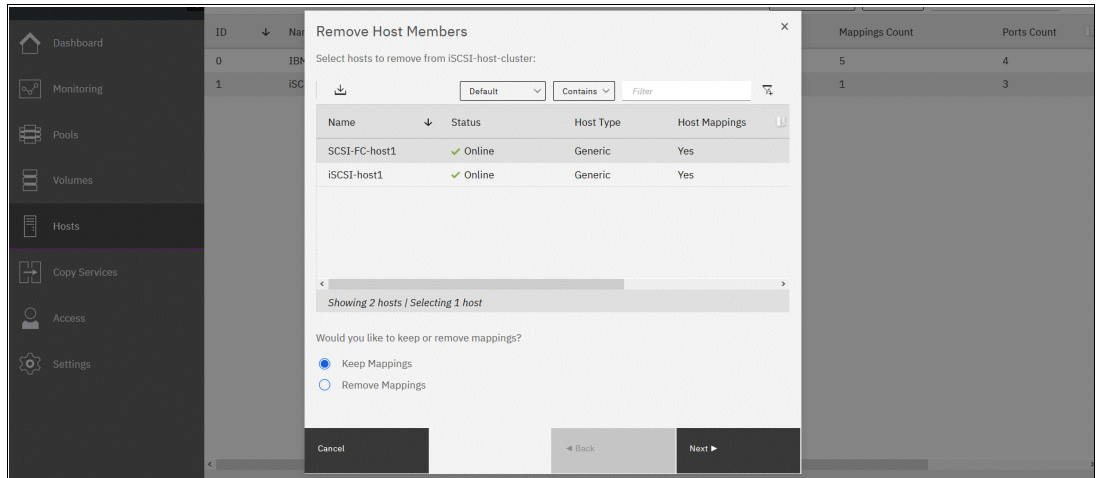 Dashboard
Monitoring
Pools
Volumes
Hosts
Copy Services
Access
Settings
ID Mappings Count Ports Count
0 IBM 5 4
1 iSC 1 3
Remove Host Members
Select hosts to remove from iSCSI-host-cluster:
Default Contains Filter
Name Status Host Type Host Mappings
SCSI-FC-host1 Online Generic Yes
iSCSI-host1 Online Generic Yes
Showing 2 hosts | Selecting 1 host
Would you like to keep or remove mappings?
Keep Mappings
Remove Mappings
Cancel Back Next